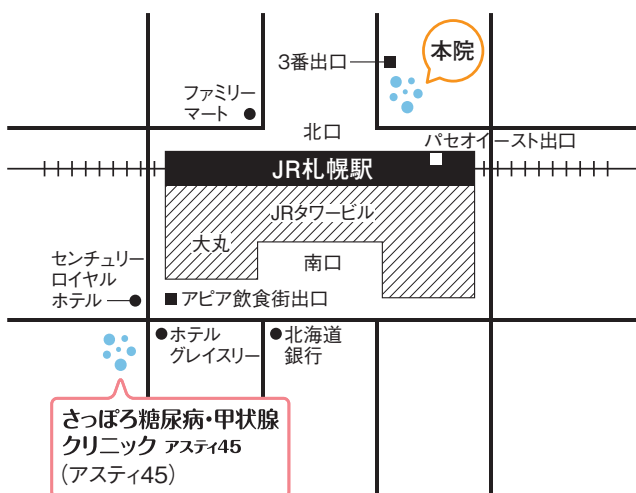 3番出口
本院
ファミリー
マート
北口
パセオイースト出口
JR札幌駅
JRタワービル
大丸
南口
センチュリー
ロイヤル
ホテル
アピア飲食街出口
ホテル
グレイスリー
北海道
銀行
さっぽろ糖尿病・甲状腺
クリニック アスティ45
(アスティ45)